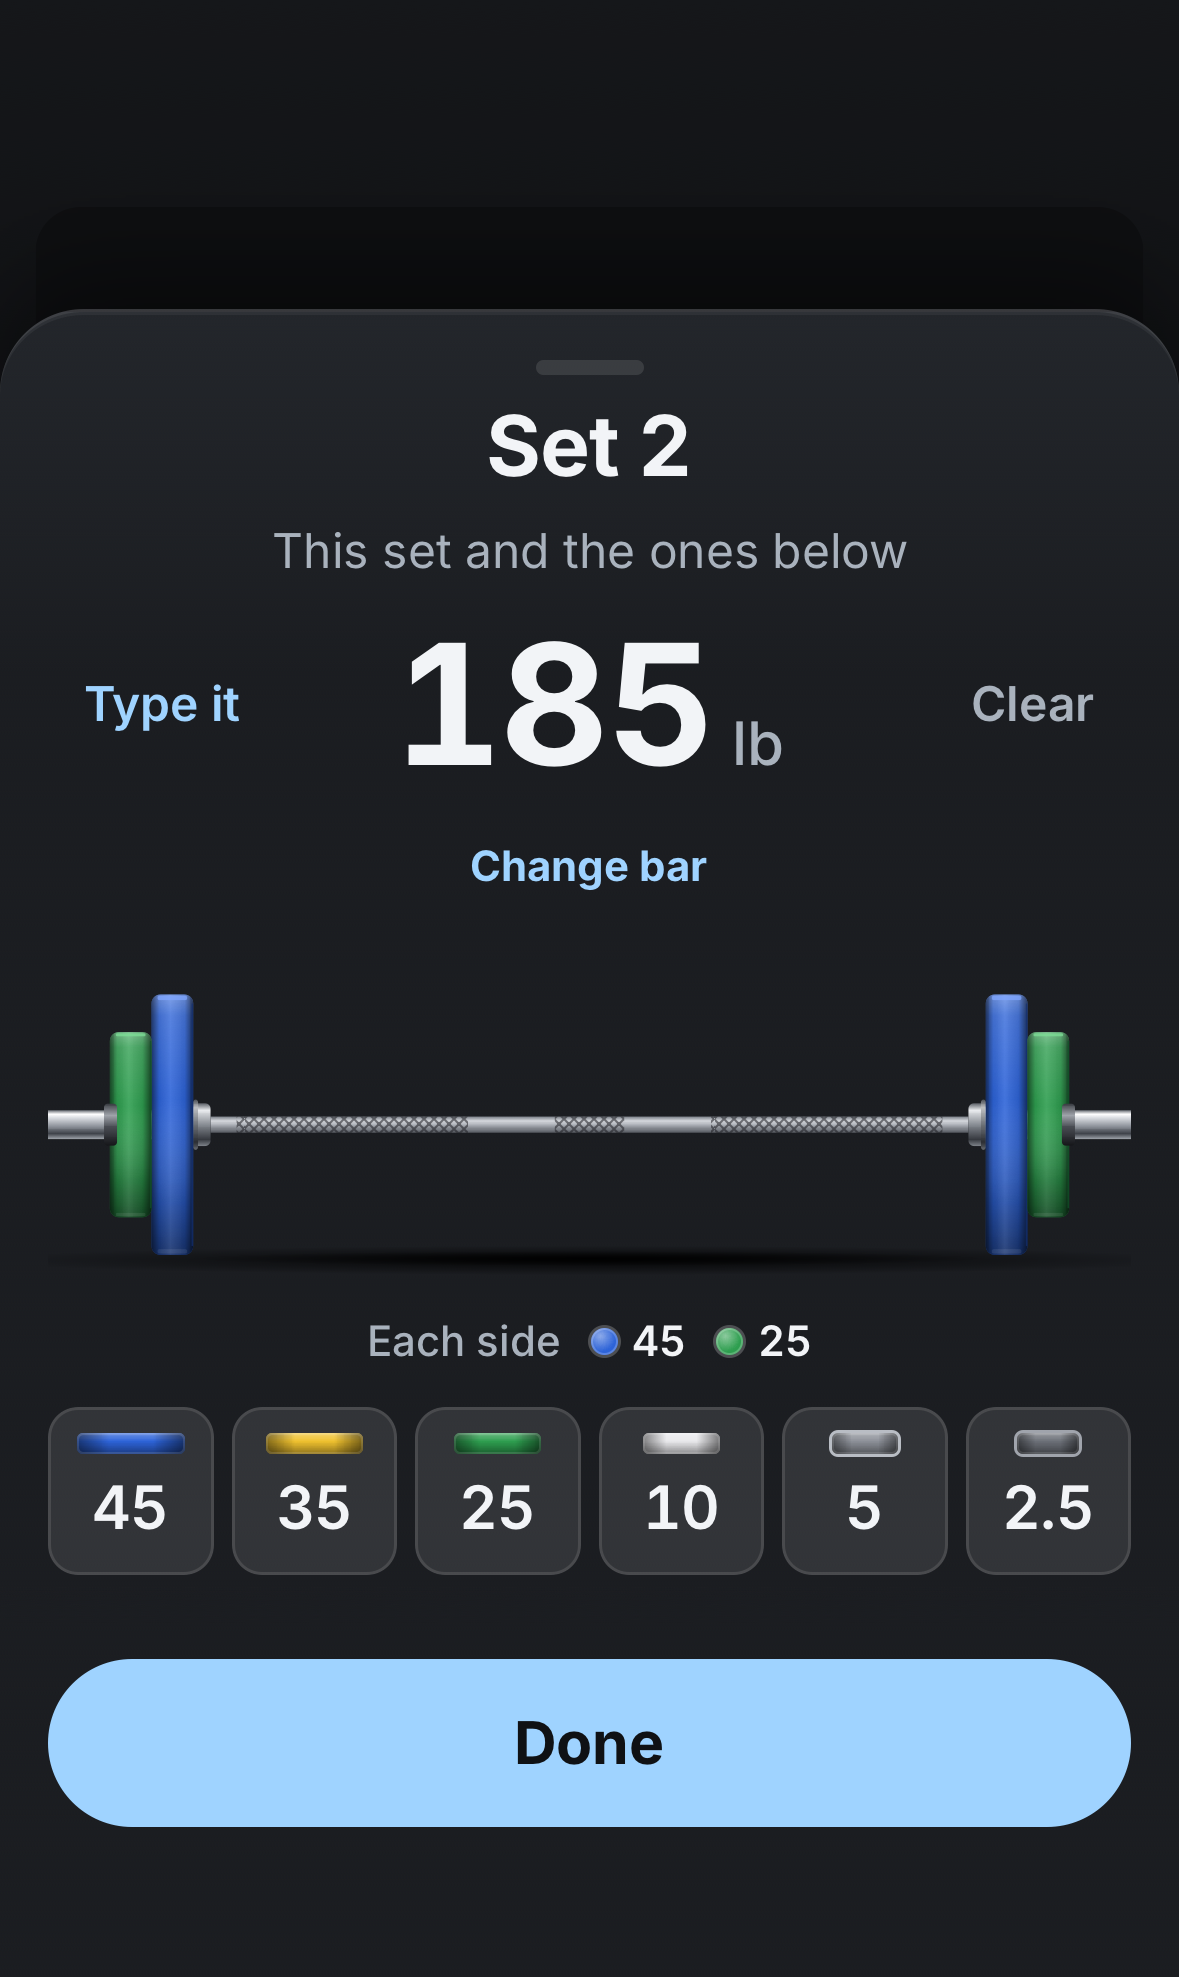 Set 2
This set and the ones below
Type it 185 lb Clear
Change bar
Each side 45 25
45 35 25 10 5 2.5
Done